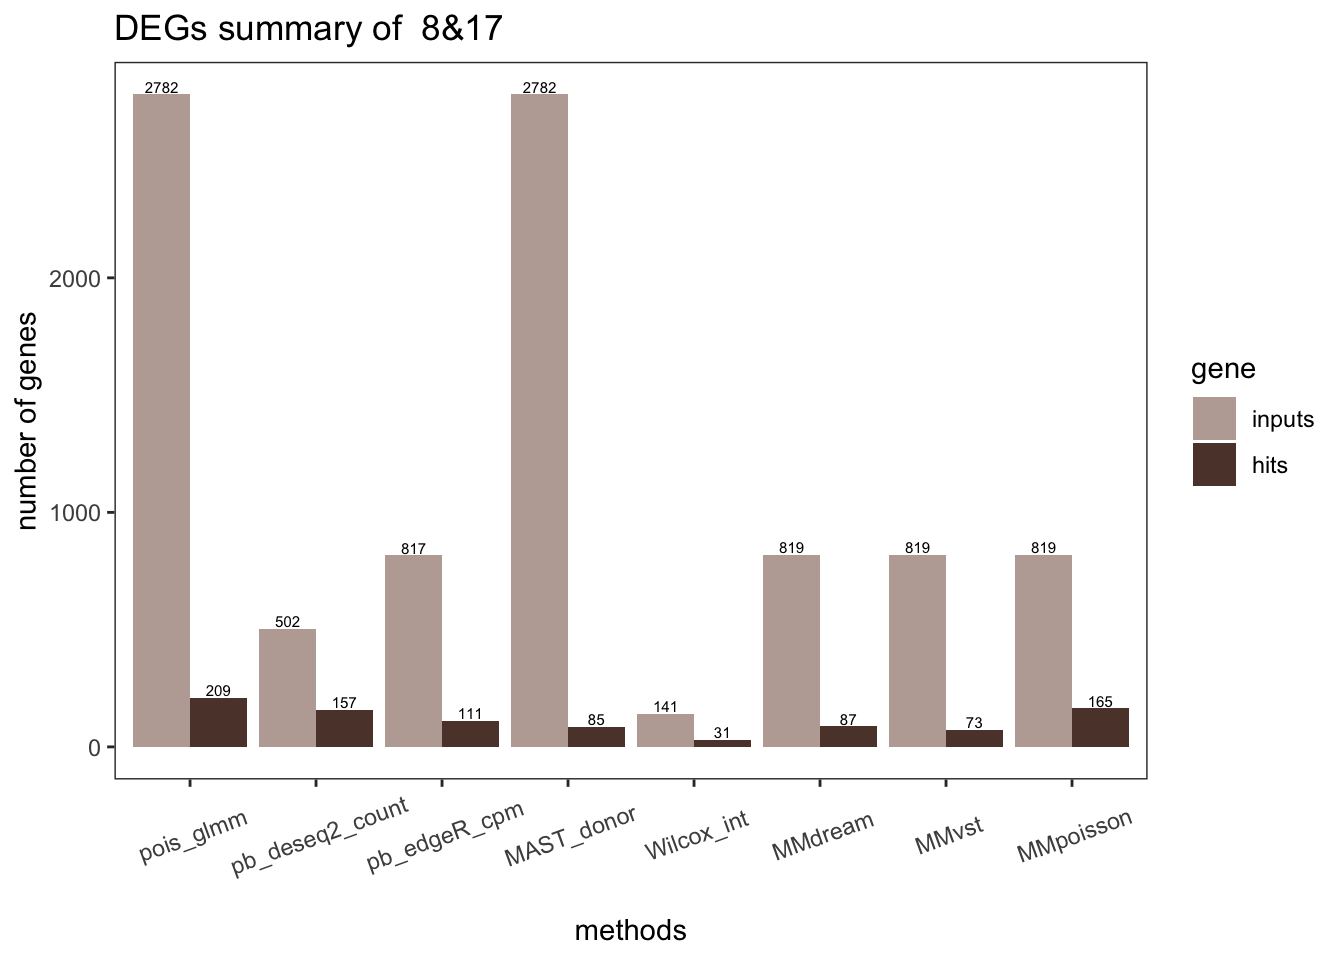 DEGs summary of  8&17
2782
2782
2000
number of genes
gene
inputs
hits
1000
817
819
819
819
502
209
157
141
165
111
85
31
87
73
0
pois_glmm
pb_deseq2_count
pb_edgeR_cpm
MAST_donor
Wilcox_int
MMdream
MMvst
MMpoisson
methods